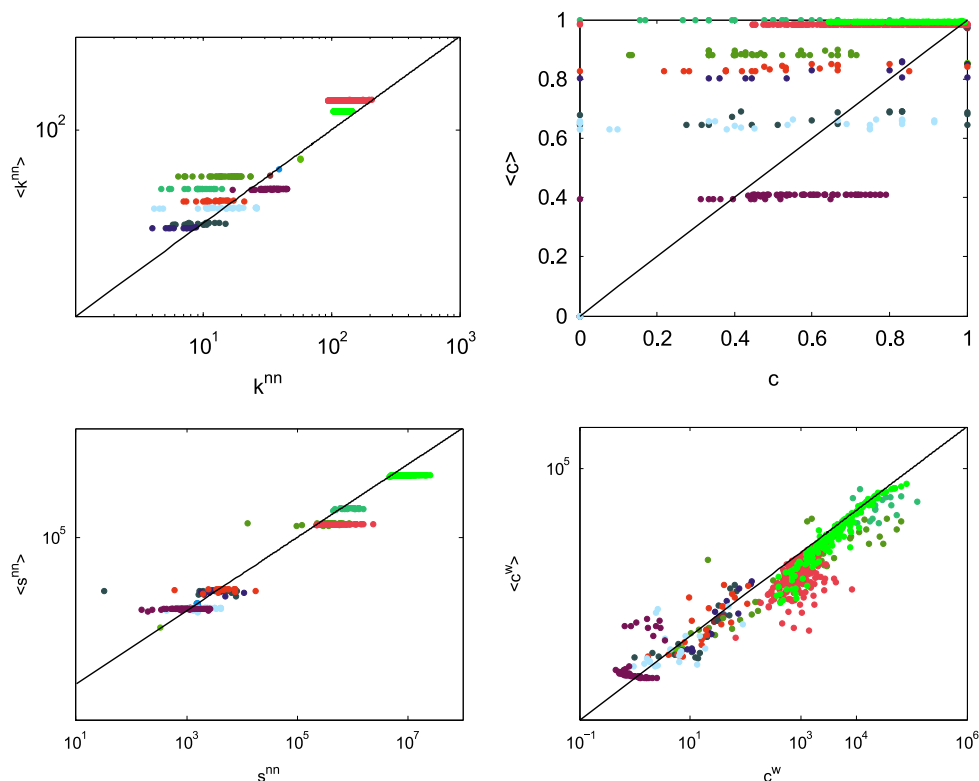 10²
<kⁿⁿ>
10¹ 10² 10³
kⁿⁿ
1
0.8
0.6
0.4
0.2
0
<c>
0 0.2 0.4 0.6 0.8 1
c
10⁵
<sⁿⁿ>
10¹ 10³ 10⁵ 10⁷
sⁿⁿ
10⁵
<cʷ>
10⁻¹ 10¹ 10³ 10⁴ 10⁶
cʷ